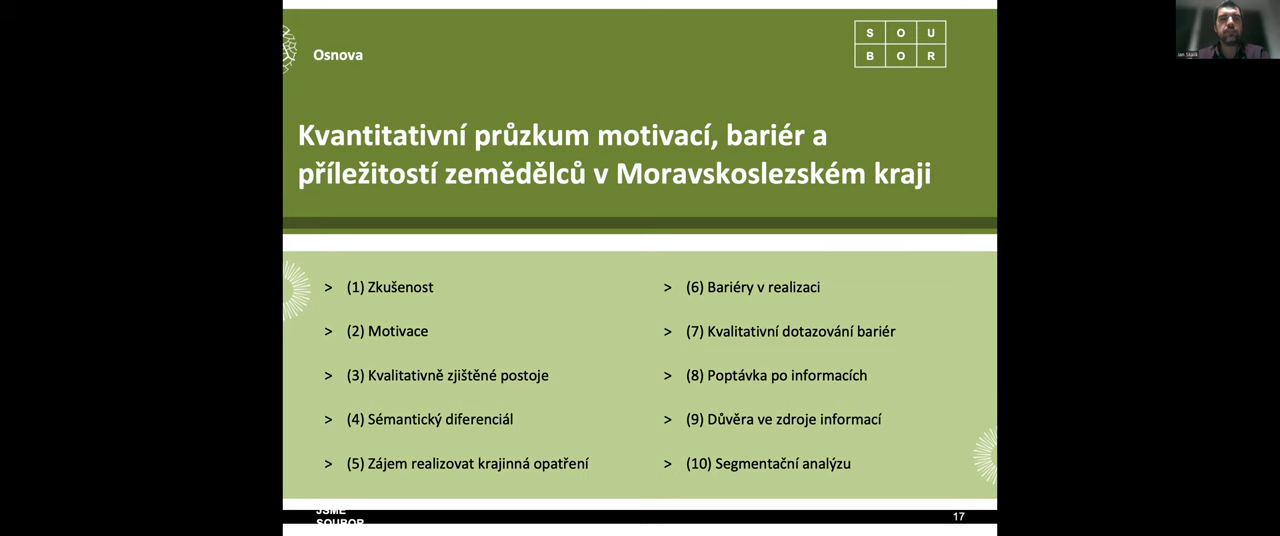 Osnova
S O U
B O R
Kvantitativní průzkum motivací, bariér a
příležitostí zemědělců v Moravskoslezském kraji
> (1) Zkušenost
> (2) Motivace
> (3) Kvalitativně zjištěné postoje
> (4) Sémantický diferenciál
> (5) Zájem realizovat krajinná opatření
> (6) Bariéry v realizaci
> (7) Kvalitativní dotazování bariér
> (8) Poptávka po informacích
> (9) Důvěra ve zdroje informací
> (10) Segmentační analýzu
JSME
SOUBOR
17